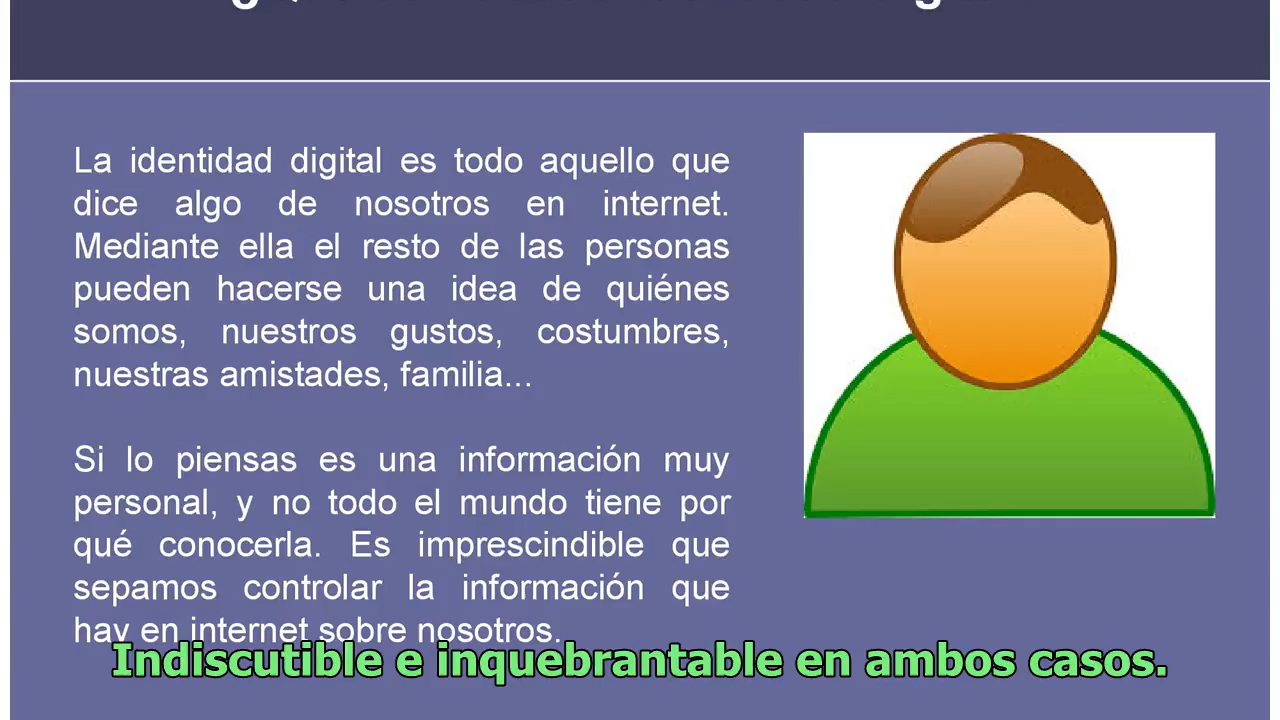 La identidad digital es todo aquello que
dice algo de nosotros en internet.
Mediante ella el resto de las personas
pueden hacerse una idea de quiénes
somos, nuestros gustos, costumbres,
nuestras amistades, familia...
Si lo piensas es una información muy
personal, y no todo el mundo tiene por
qué conocerla. Es imprescindible que
sepamos controlar la información que
hay en internet sobre nosotros.
Indiscutible e inquebrantable en ambos casos.